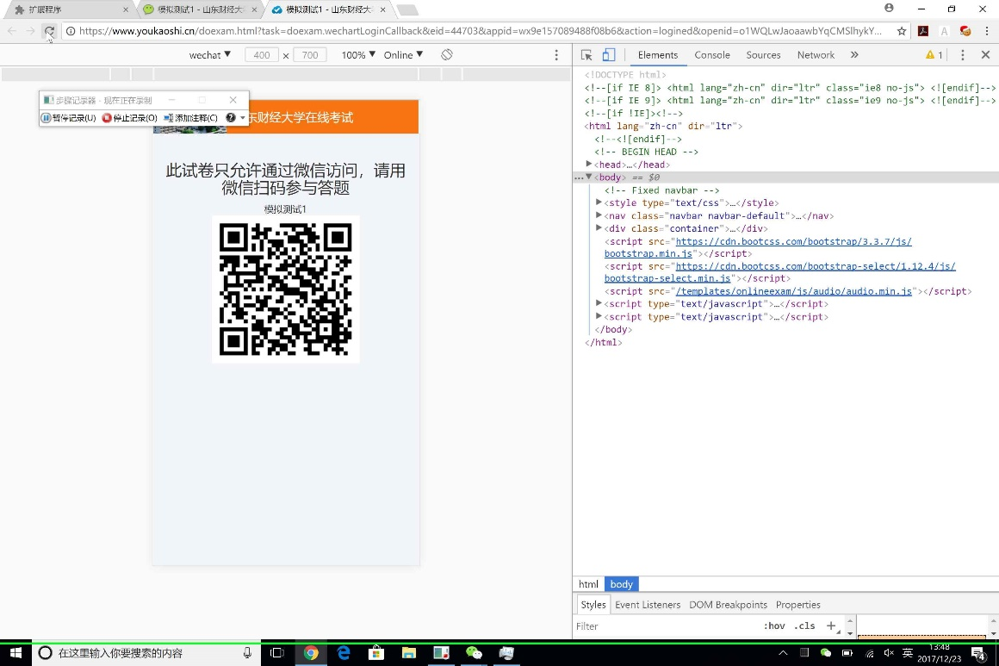 扩展程序
模拟测试1 - 山东财经大
模拟测试1 - 山东财经大
https://www.youkaoshi.cn/doexam.html?task=doexam.wechartLoginCallback&eid=44703&appid=wx9e157089488f08b6&action=logined&openid=o1WQLwJaoaawbYqCMSlhykY...
wechat 400 × 700 100% Online
Elements Console Sources Network » 1
步骤记录器 - 现在正在录制
暂停记录(U) 停止记录(O) 添加注释(C)
东财经大学在线考试
此试卷只允许通过微信访问，请用
微信扫码参与答题
模拟测试1
<!DOCTYPE html>
<!--[if IE 8]> <html lang="zh-cn" dir="ltr" class="ie8 no-js"> <![endif]-->
<!--[if IE 9]> <html lang="zh-cn" dir="ltr" class="ie9 no-js"> <![endif]-->
<!--[if !IE]><!-->
<html lang="zh-cn" dir="ltr">
<!--<![endif]-->
<!-- BEGIN HEAD -->
<head>…</head>
<body> == $0
<!-- Fixed navbar -->
<style type="text/css">…</style>
<nav class="navbar navbar-default">…</nav>
<div class="container">…</div>
<script src="https://cdn.bootcss.com/bootstrap/3.3.7/js/
bootstrap.min.js"></script>
<script src="https://cdn.bootcss.com/bootstrap-select/1.12.4/js/
bootstrap-select.min.js"></script>
<script src="/templates/onlineexam/js/audio/audio.min.js"></script>
<script type="text/javascript">…</script>
<script type="text/javascript">…</script>
</body>
</html>
html body
Styles Event Listeners DOM Breakpoints Properties
Filter :hov .cls +
在这里输入你要搜索的内容
英
13:48
2017/12/23
4